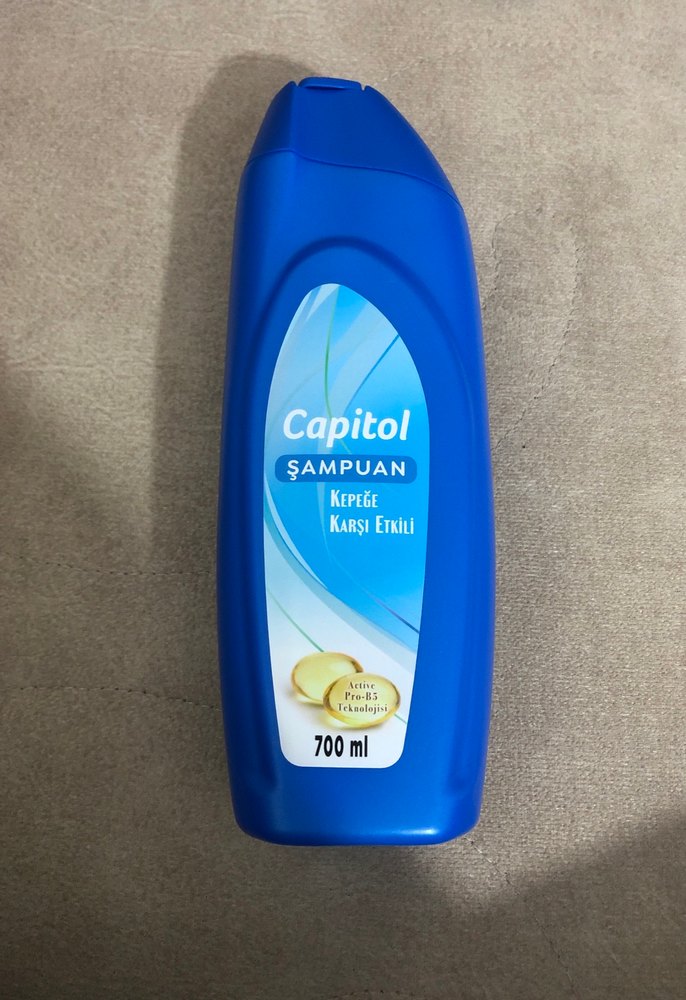 Capitol
ŞAMPUAN
KEPEĞE
KARŞI ETKİLİ
Active
Pro-B5
Teknolojisi
700 ml